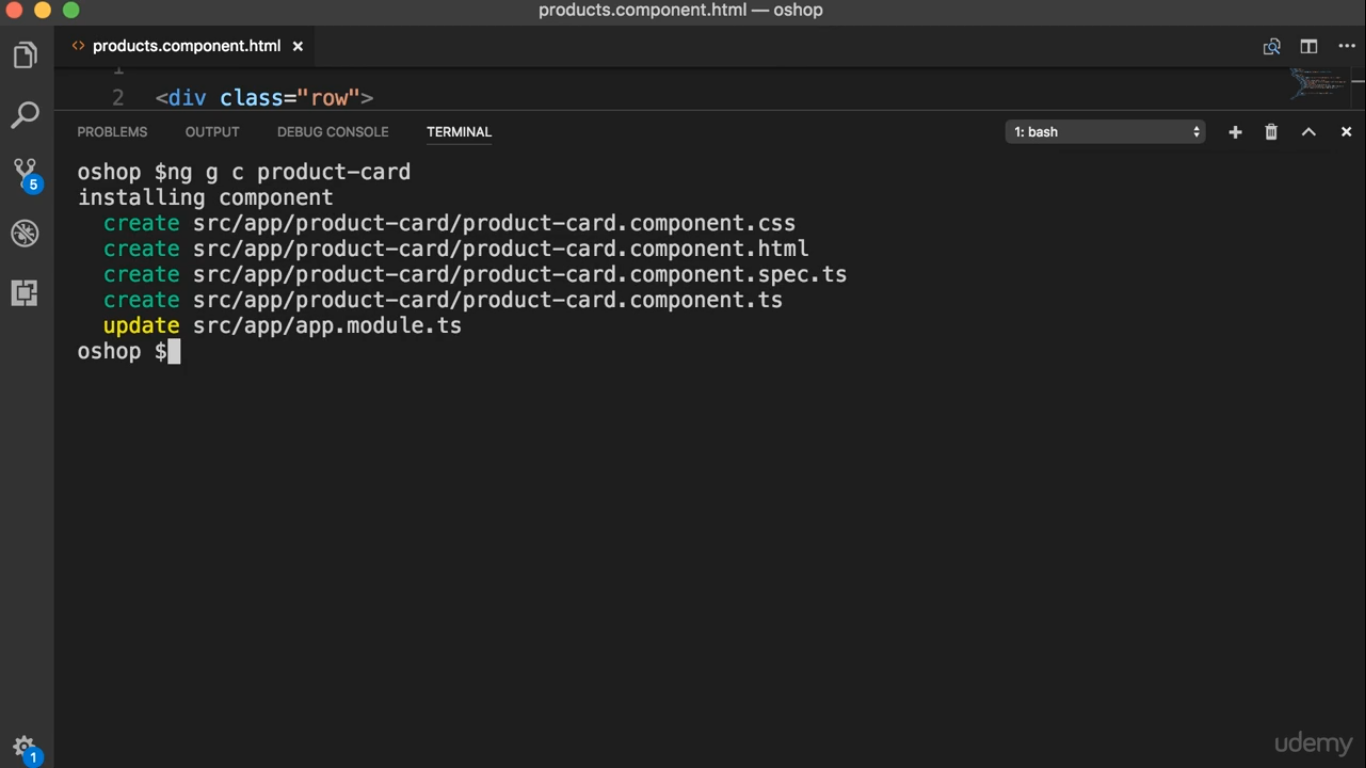 products.component.html — oshop
<> products.component.html ×
1
2 <div class="row">
PROBLEMS OUTPUT DEBUG CONSOLE TERMINAL 1: bash
oshop $ng g c product-card
installing component
create src/app/product-card/product-card.component.css
create src/app/product-card/product-card.component.html
create src/app/product-card/product-card.component.spec.ts
create src/app/product-card/product-card.component.ts
update src/app/app.module.ts
oshop $
5
1
udemy